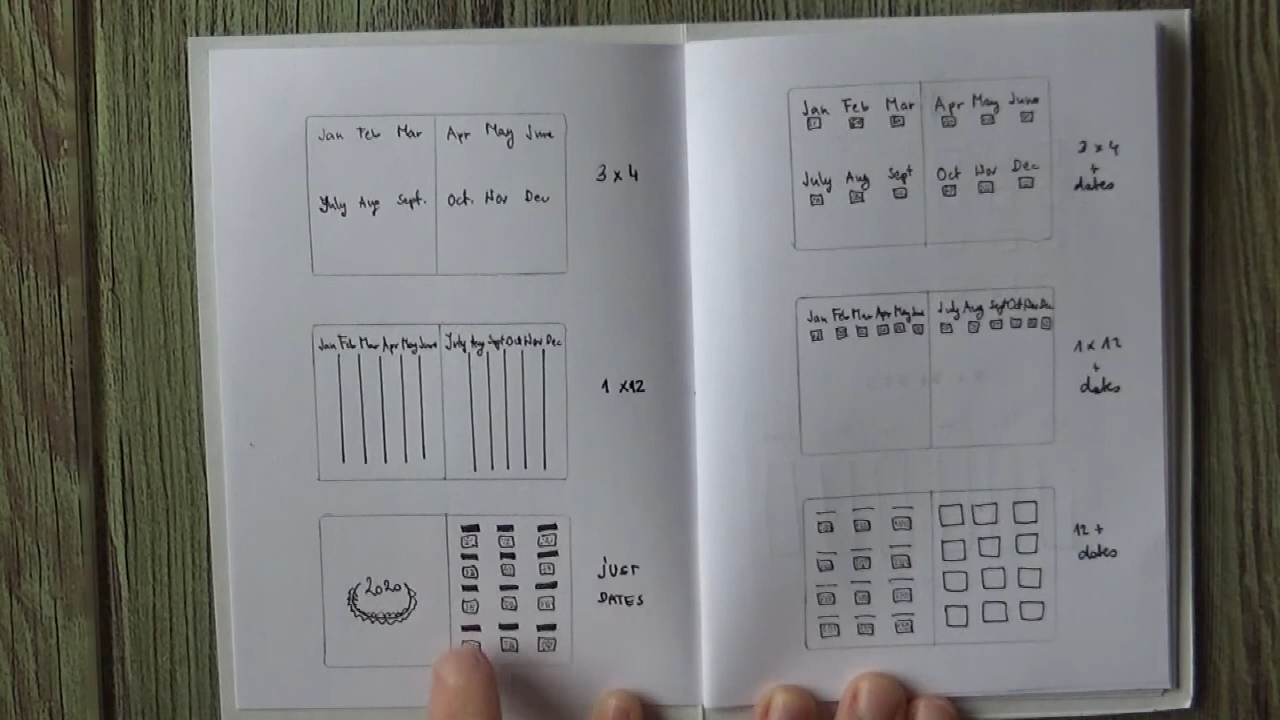 Jan Feb Mar Apr May June
July Aug Sept. Oct. Nov Dec
3 x 4
Jan Feb Mar Apr May June July Aug Sept Oct Nov Dec
1 x12
2020
JUST
DATES
Jan Feb Mar Apr May June
July Aug Sept Oct Nov Dec
3 x 4
+
dates
Jan Feb Mar Apr May June July Aug Sept Oct Dec
1 x 12
+
dates
12 +
dates